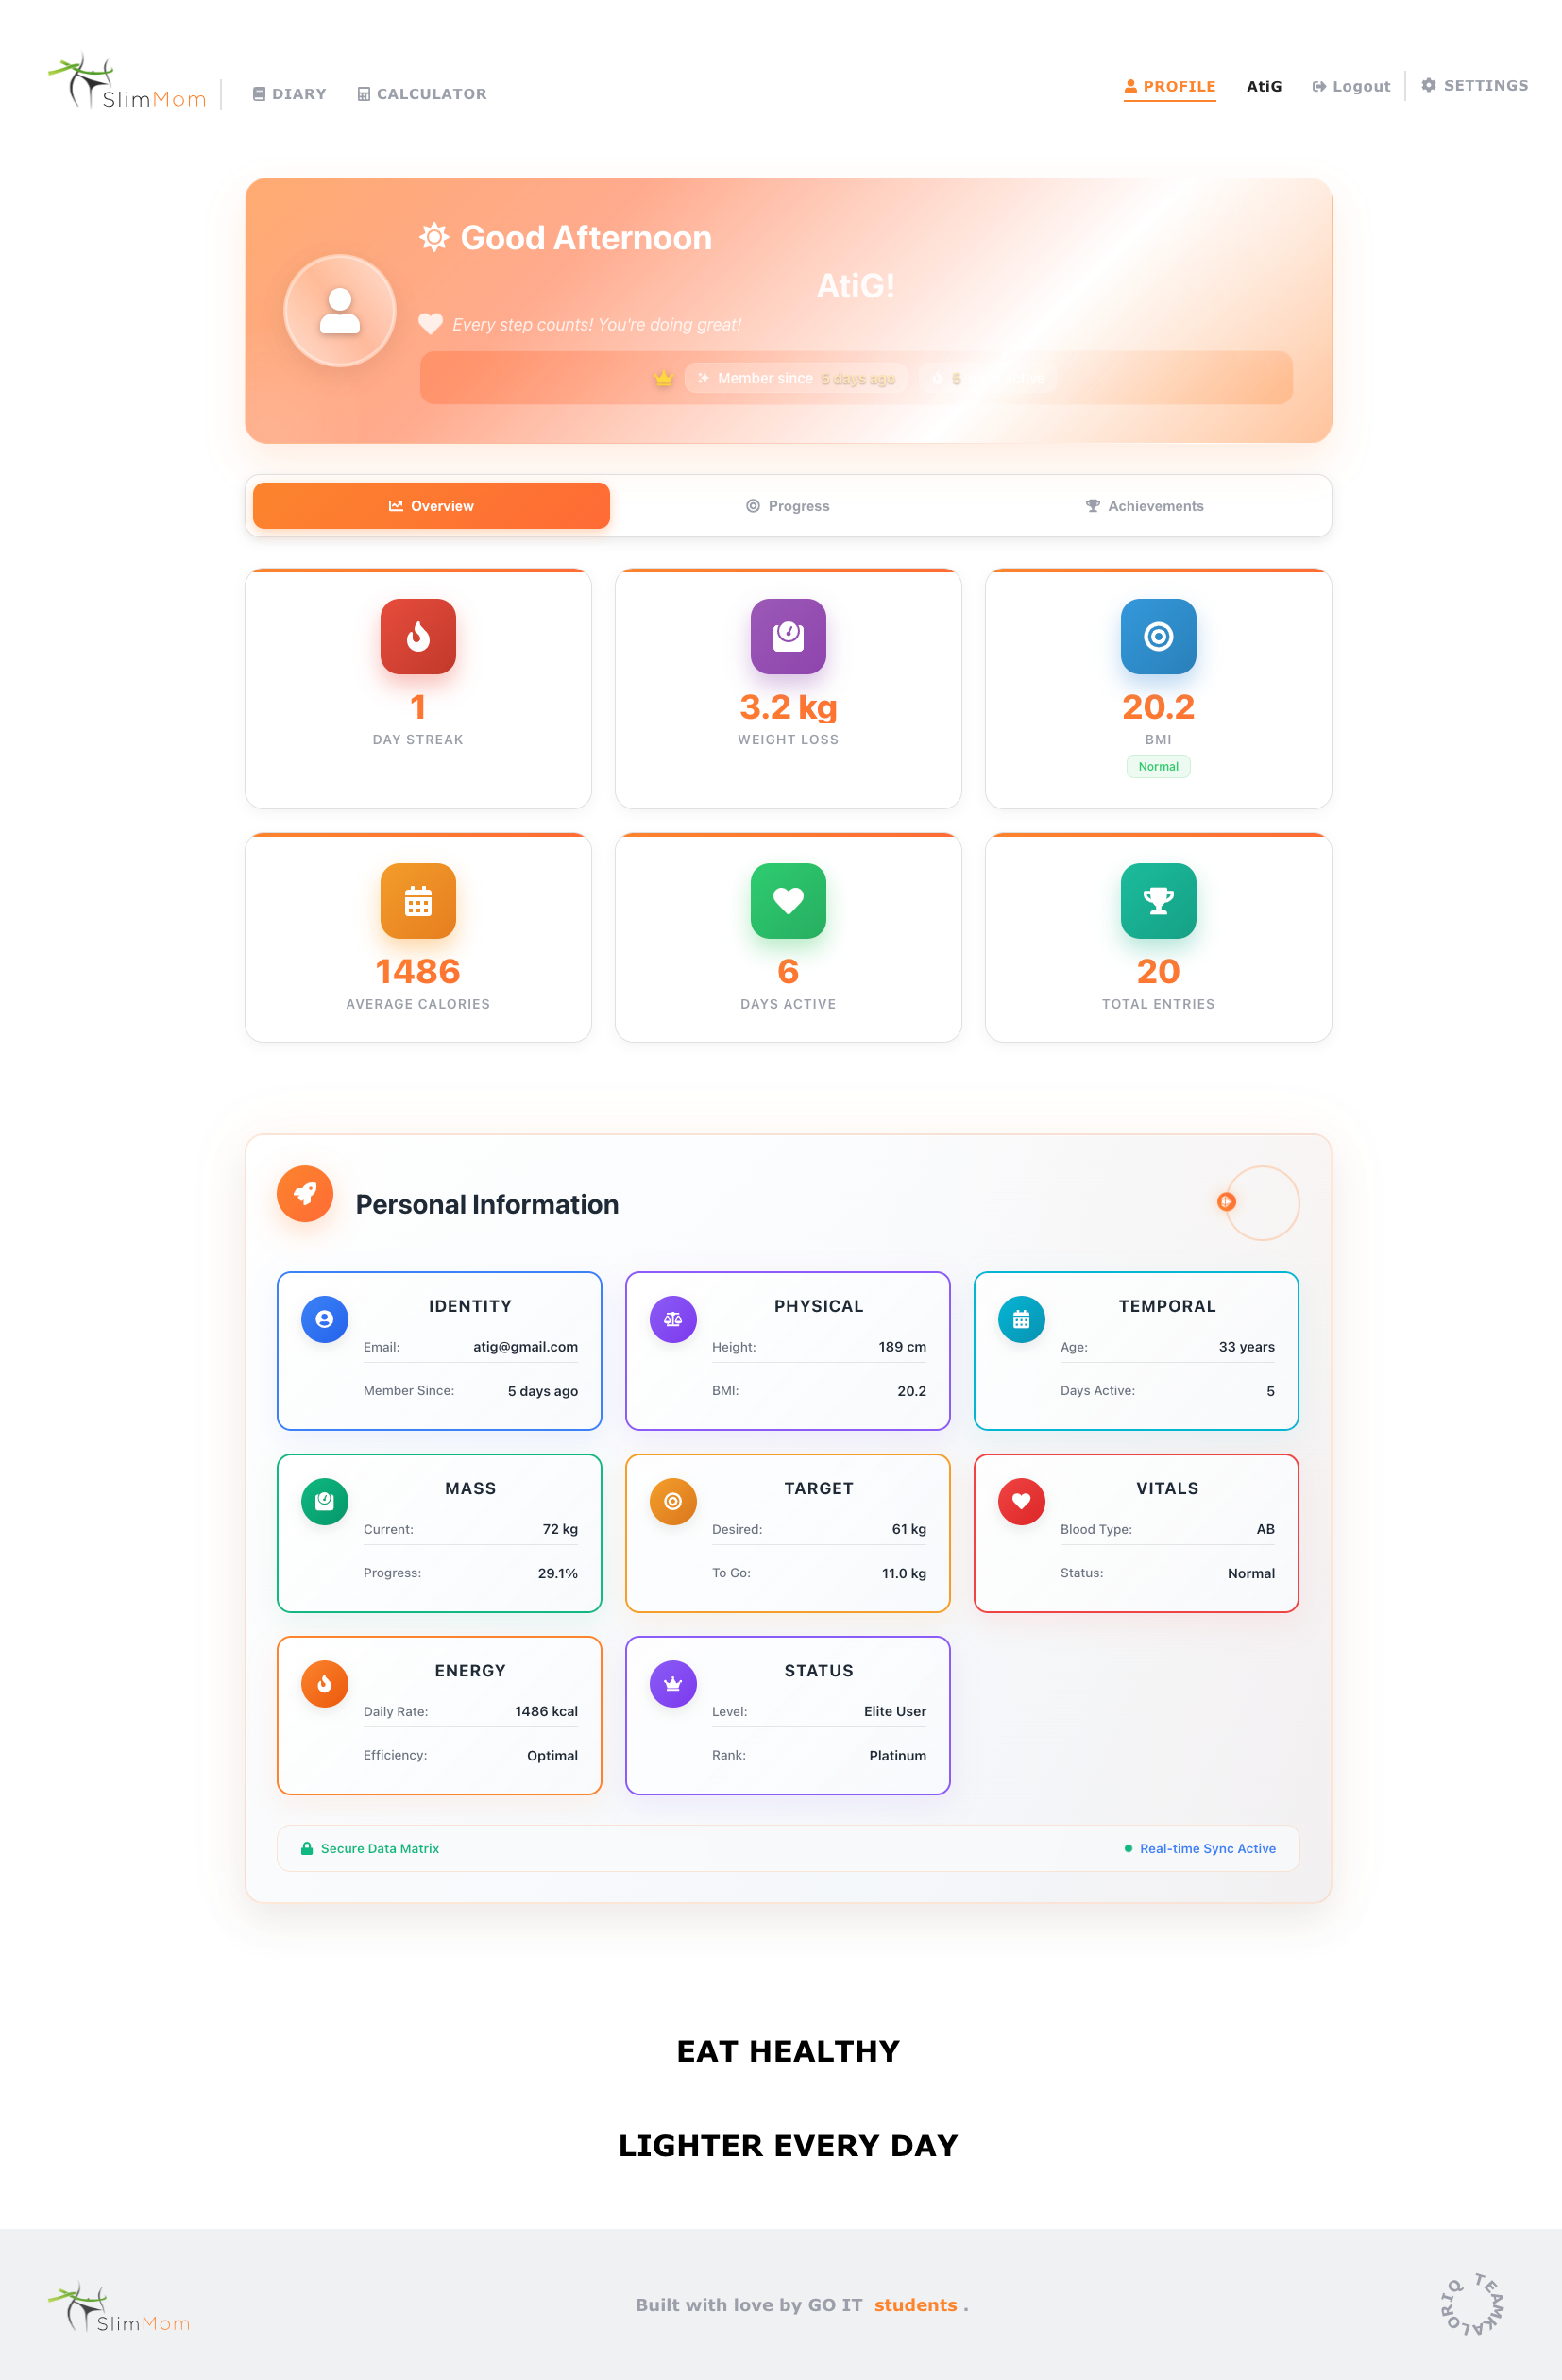 SlimMom
DIARY
CALCULATOR
PROFILE
AtiG
Logout
SETTINGS
Good Afternoon
AtiG!
Every step counts! You're doing great!
Member since 5 days ago
5
active
Overview
Progress
Achievements
1
DAY STREAK
3.2 kg
WEIGHT LOSS
20.2
BMI
Normal
1486
AVERAGE CALORIES
6
DAYS ACTIVE
20
TOTAL ENTRIES
Personal Information
IDENTITY
Email: atig@gmail.com
Member Since: 5 days ago
PHYSICAL
Height: 189 cm
BMI: 20.2
TEMPORAL
Age: 33 years
Days Active: 5
MASS
Current: 72 kg
Progress: 29.1%
TARGET
Desired: 61 kg
To Go: 11.0 kg
VITALS
Blood Type: AB
Status: Normal
ENERGY
Daily Rate: 1486 kcal
Efficiency: Optimal
STATUS
Level: Elite User
Rank: Platinum
Secure Data Matrix
Real-time Sync Active
EAT HEALTHY
LIGHTER EVERY DAY
SlimMom
Built with love by GO IT students .
TEAMKALORIQ